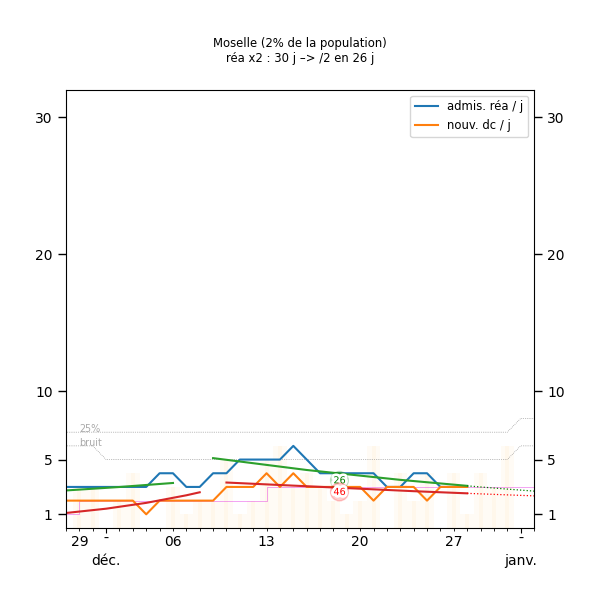 Moselle (2% de la population)
réa x2 : 30 j –> /2 en 26 j
admis. réa / j
nouv. dc / j
30 30
20 20
10 10
25%
bruit
5 5
26
46
1 1
29 - 06 13 20 27 -
déc. janv.